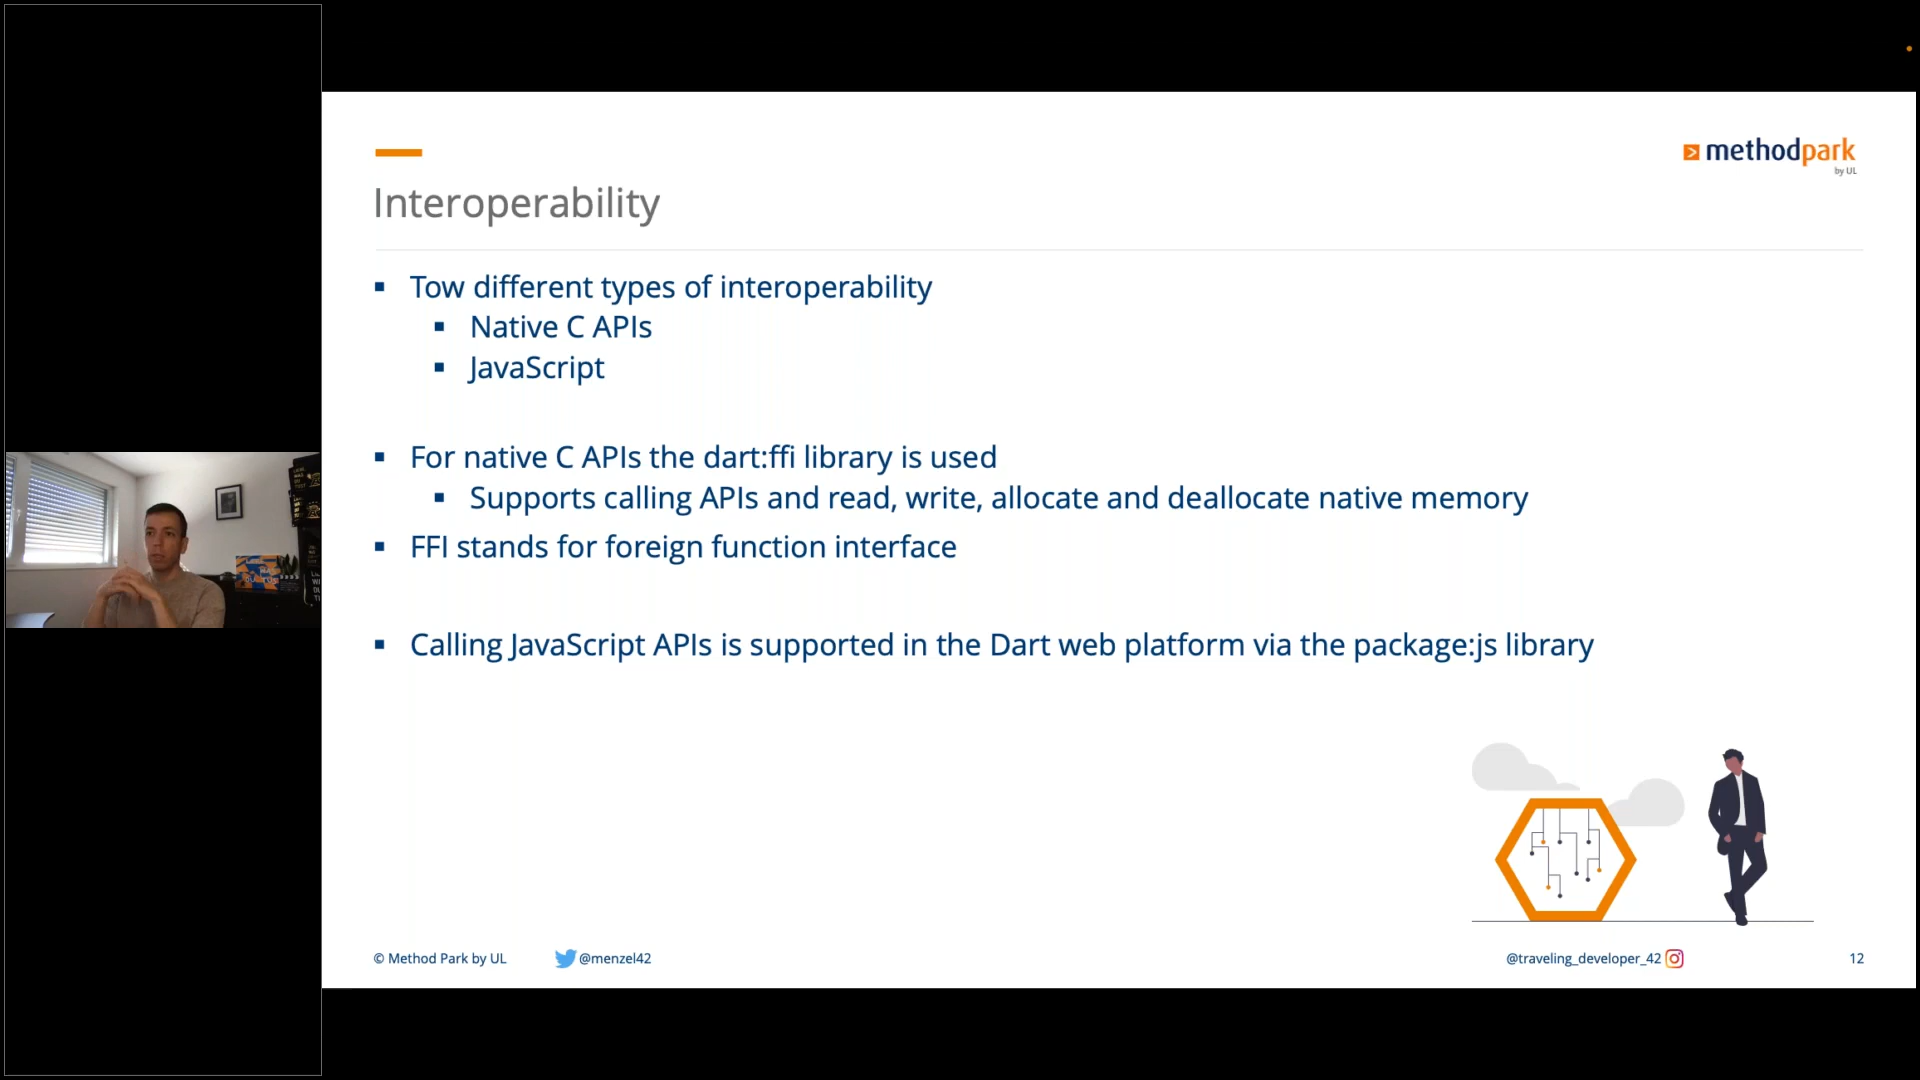 methodpark
by UL
Interoperability
Tow different types of interoperability
Native C APIs
JavaScript
For native C APIs the dart:ffi library is used
Supports calling APIs and read, write, allocate and deallocate native memory
FFI stands for foreign function interface
Calling JavaScript APIs is supported in the Dart web platform via the package:js library
© Method Park by UL
@menzel42
@traveling_developer_42
12